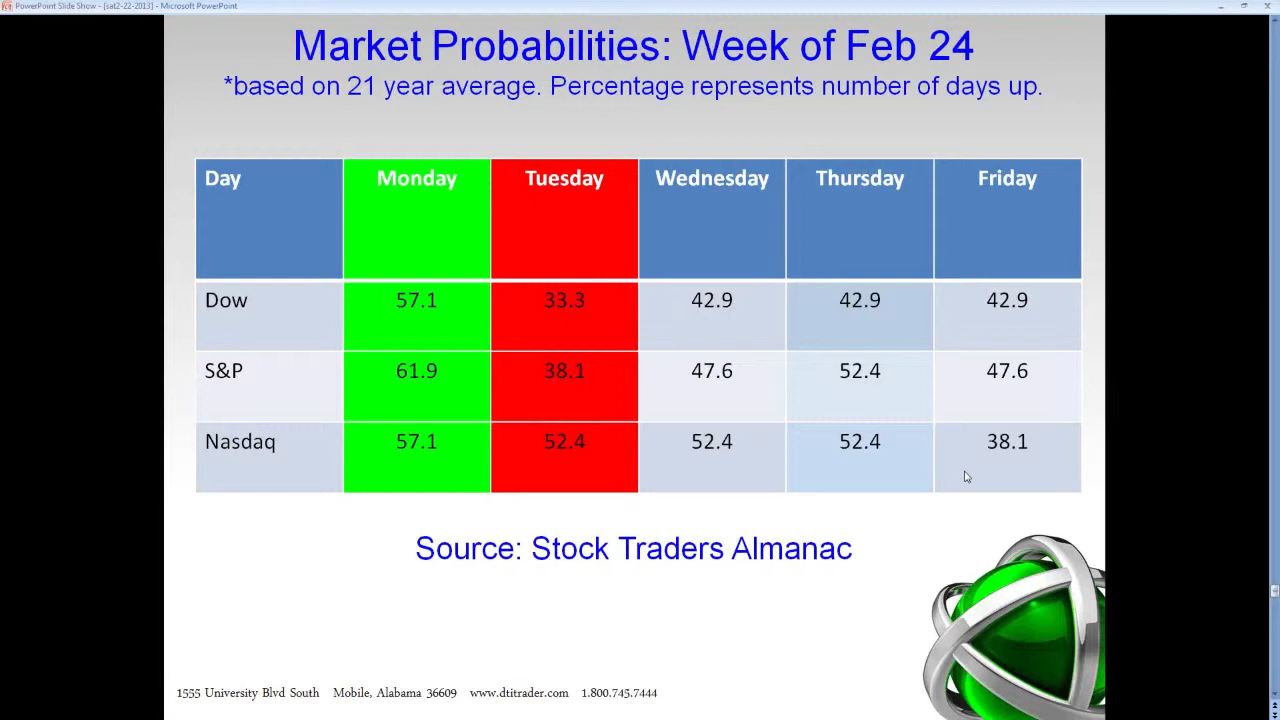 PowerPoint Slide Show - [sat2-22-2013] - Microsoft PowerPoint
Market Probabilities: Week of Feb 24
*based on 21 year average. Percentage represents number of days up.
Day Monday Tuesday Wednesday Thursday Friday
Dow 57.1 33.3 42.9 42.9 42.9
S&P 61.9 38.1 47.6 52.4 47.6
Nasdaq 57.1 52.4 52.4 52.4 38.1
Source: Stock Traders Almanac
1555 University Blvd South Mobile, Alabama 36609 www.dtitrader.com 1.800.745.7444